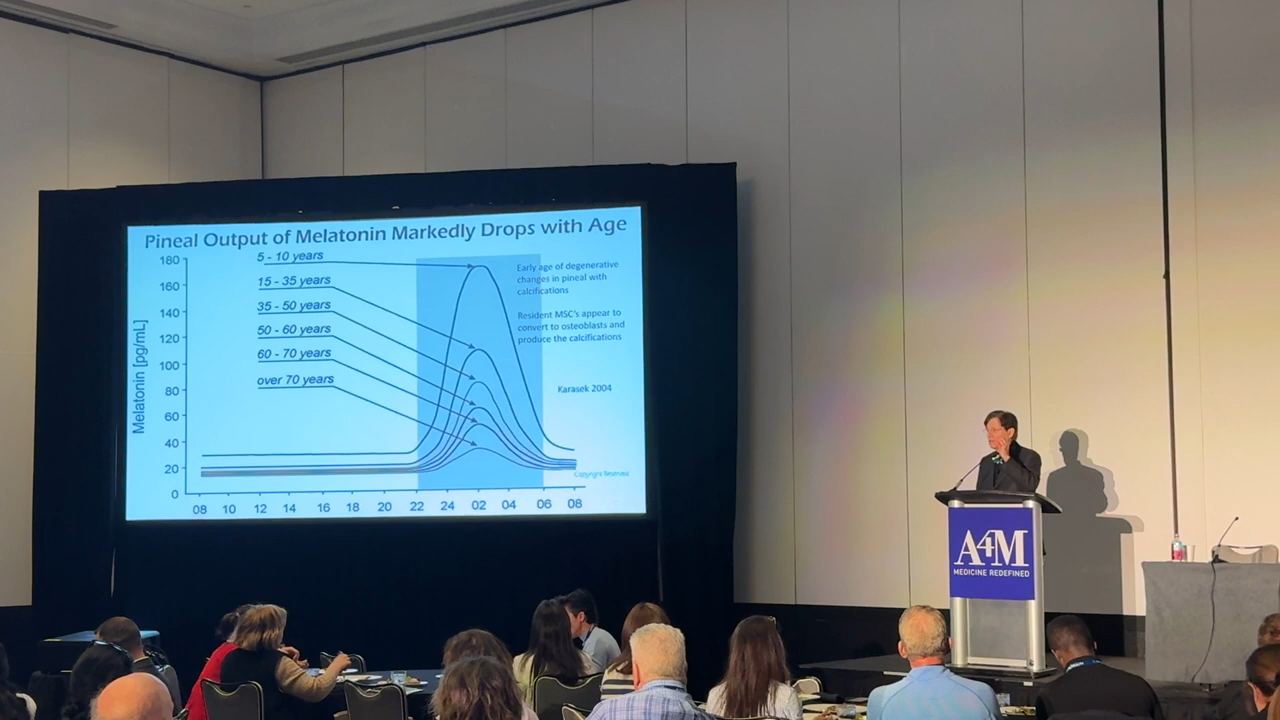 Pineal Output of Melatonin Markedly Drops with Age
Melatonin [pg/mL]
180
160
140
120
100
80
60
40
20
0
5 - 10 years
15 - 35 years
35 - 50 years
50 - 60 years
60 - 70 years
over 70 years
Early age of degenerative
changes in pineal with
calcifications
Resident MSC's appear to
convert to osteoblasts and
produce the calcifications
Karasek 2004
Copyright Reserved
08 10 12 14 16 18 20 22 24 02 04 06 08
A4M
MEDICINE REDEFINED